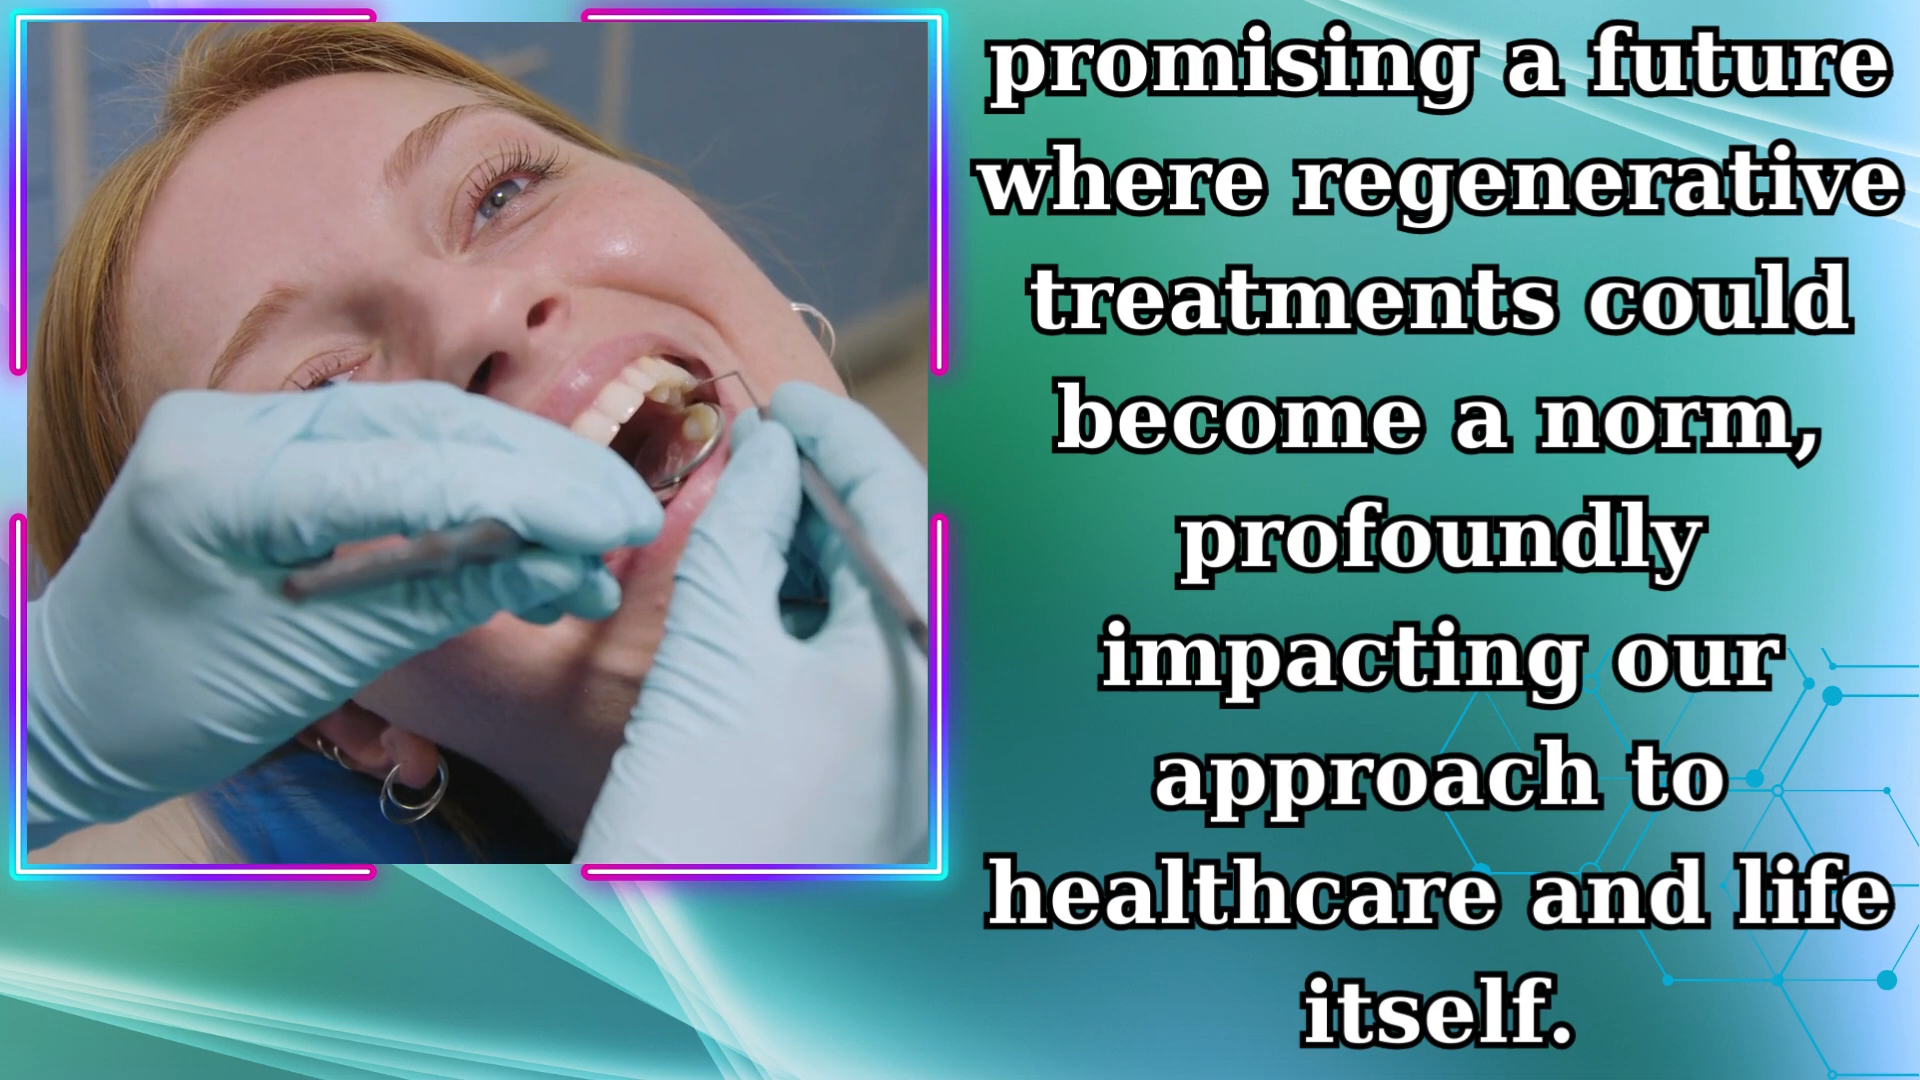 promising a future
where regenerative
treatments could
become a norm,
profoundly
impacting our
approach to
healthcare and life
itself.